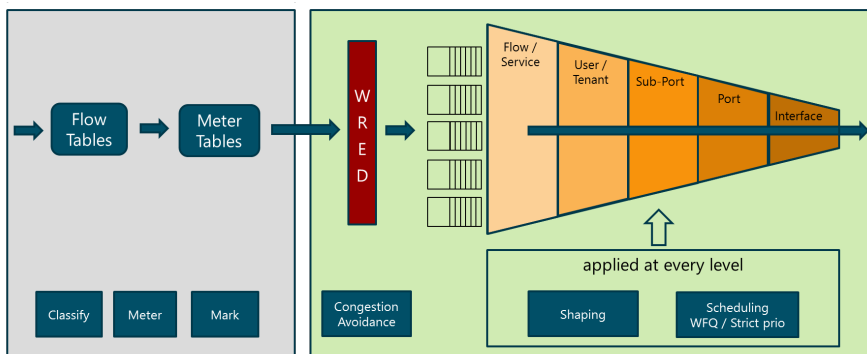 Flow
Tables
Meter
Tables
W
R
E
D
Flow /
Service
User /
Tenant
Sub-Port
Port
Interface
applied at every level
Classify
Meter
Mark
Congestion
Avoidance
Shaping
Scheduling
WFQ / Strict prio